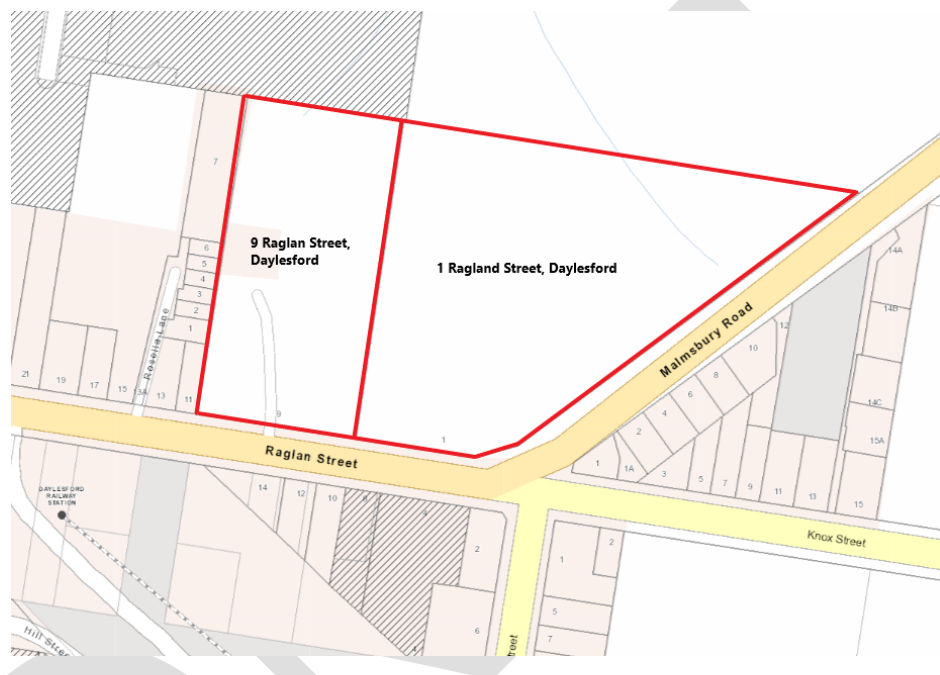 7
9 Raglan Street,
Daylesford
1 Ragland Street, Daylesford
6
5
4
3
2
1
Rosella Lane
21
19
17
15
13A
13
11
9
1
Raglan Street
Malmsbury Road
14A
14B
14C
15A
12
10
8
6
4
2
1
1A
3
5
7
9
11
13
15
Knox Street
DAYLESFORD
RAILWAY
STATION
14
12
10
8
4
2
6
1
2
5
7
Hill Stree
treet